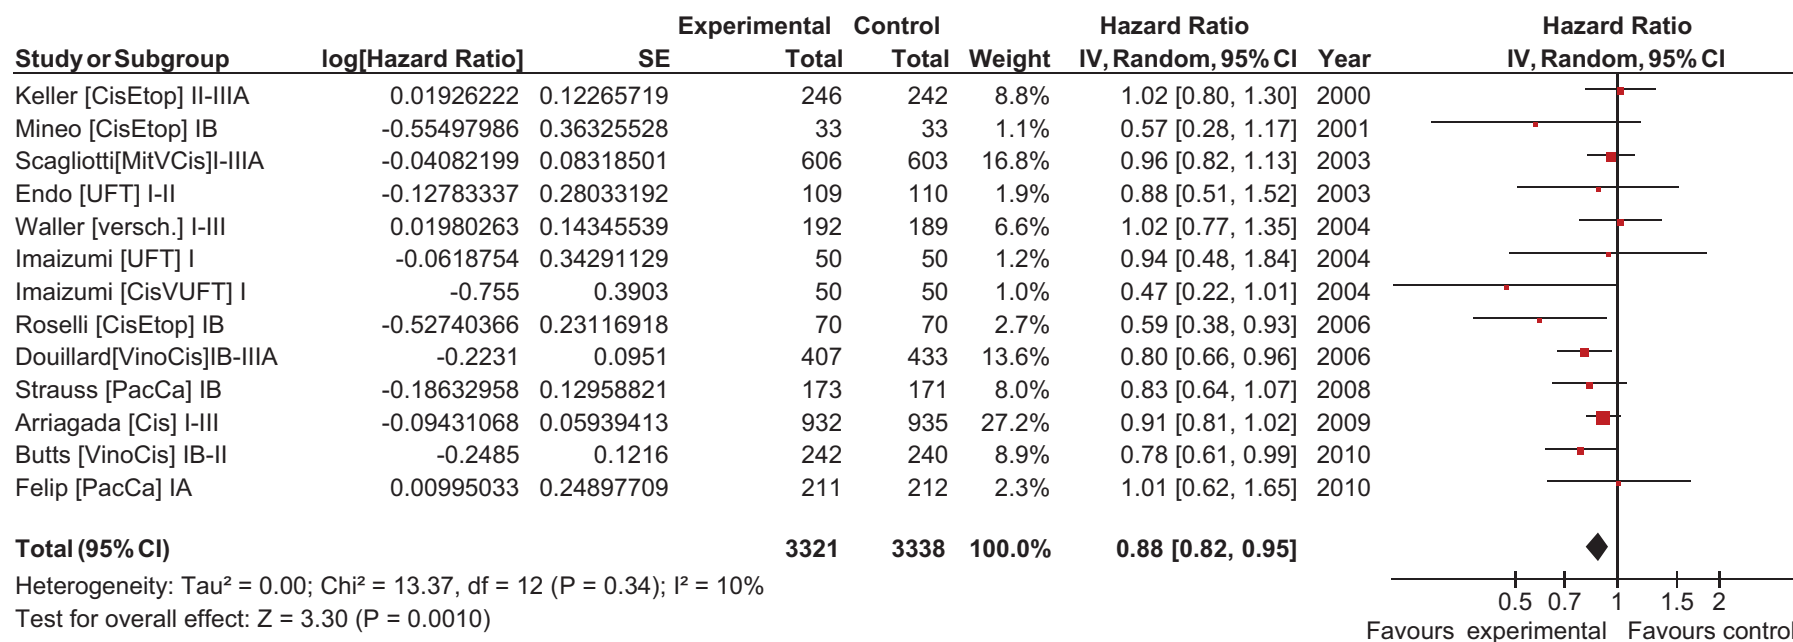 Experimental Control Hazard Ratio Hazard Ratio
Study or Subgroup log[Hazard Ratio] SE Total Total Weight IV, Random, 95% CI Year IV, Random, 95% CI
Keller [CisEtop] II-IIIA 0.01926222 0.12265719 246 242 8.8% 1.02 [0.80, 1.30] 2000
Mineo [CisEtop] IB -0.55497986 0.36325528 33 33 1.1% 0.57 [0.28, 1.17] 2001
Scagliotti[MitVCis]I-IIIA -0.04082199 0.08318501 606 603 16.8% 0.96 [0.82, 1.13] 2003
Endo [UFT] I-II -0.12783337 0.28033192 109 110 1.9% 0.88 [0.51, 1.52] 2003
Waller [versch.] I-III 0.01980263 0.14345539 192 189 6.6% 1.02 [0.77, 1.35] 2004
Imaizumi [UFT] I -0.0618754 0.34291129 50 50 1.2% 0.94 [0.48, 1.84] 2004
Imaizumi [CisVUFT] I -0.755 0.3903 50 50 1.0% 0.47 [0.22, 1.01] 2004
Roselli [CisEtop] IB -0.52740366 0.23116918 70 70 2.7% 0.59 [0.38, 0.93] 2006
Douillard[VinoCis]IB-IIIA -0.2231 0.0951 407 433 13.6% 0.80 [0.66, 0.96] 2006
Strauss [PacCa] IB -0.18632958 0.12958821 173 171 8.0% 0.83 [0.64, 1.07] 2008
Arriagada [Cis] I-III -0.09431068 0.05939413 932 935 27.2% 0.91 [0.81, 1.02] 2009
Butts [VinoCis] IB-II -0.2485 0.1216 242 240 8.9% 0.78 [0.61, 0.99] 2010
Felip [PacCa] IA 0.00995033 0.24897709 211 212 2.3% 1.01 [0.62, 1.65] 2010
Total (95% CI) 3321 3338 100.0% 0.88 [0.82, 0.95]
Heterogeneity: Tau² = 0.00; Chi² = 13.37, df = 12 (P = 0.34); I² = 10%
Test for overall effect: Z = 3.30 (P = 0.0010)
0.5 0.7 1 1.5 2
Favours experimental Favours control